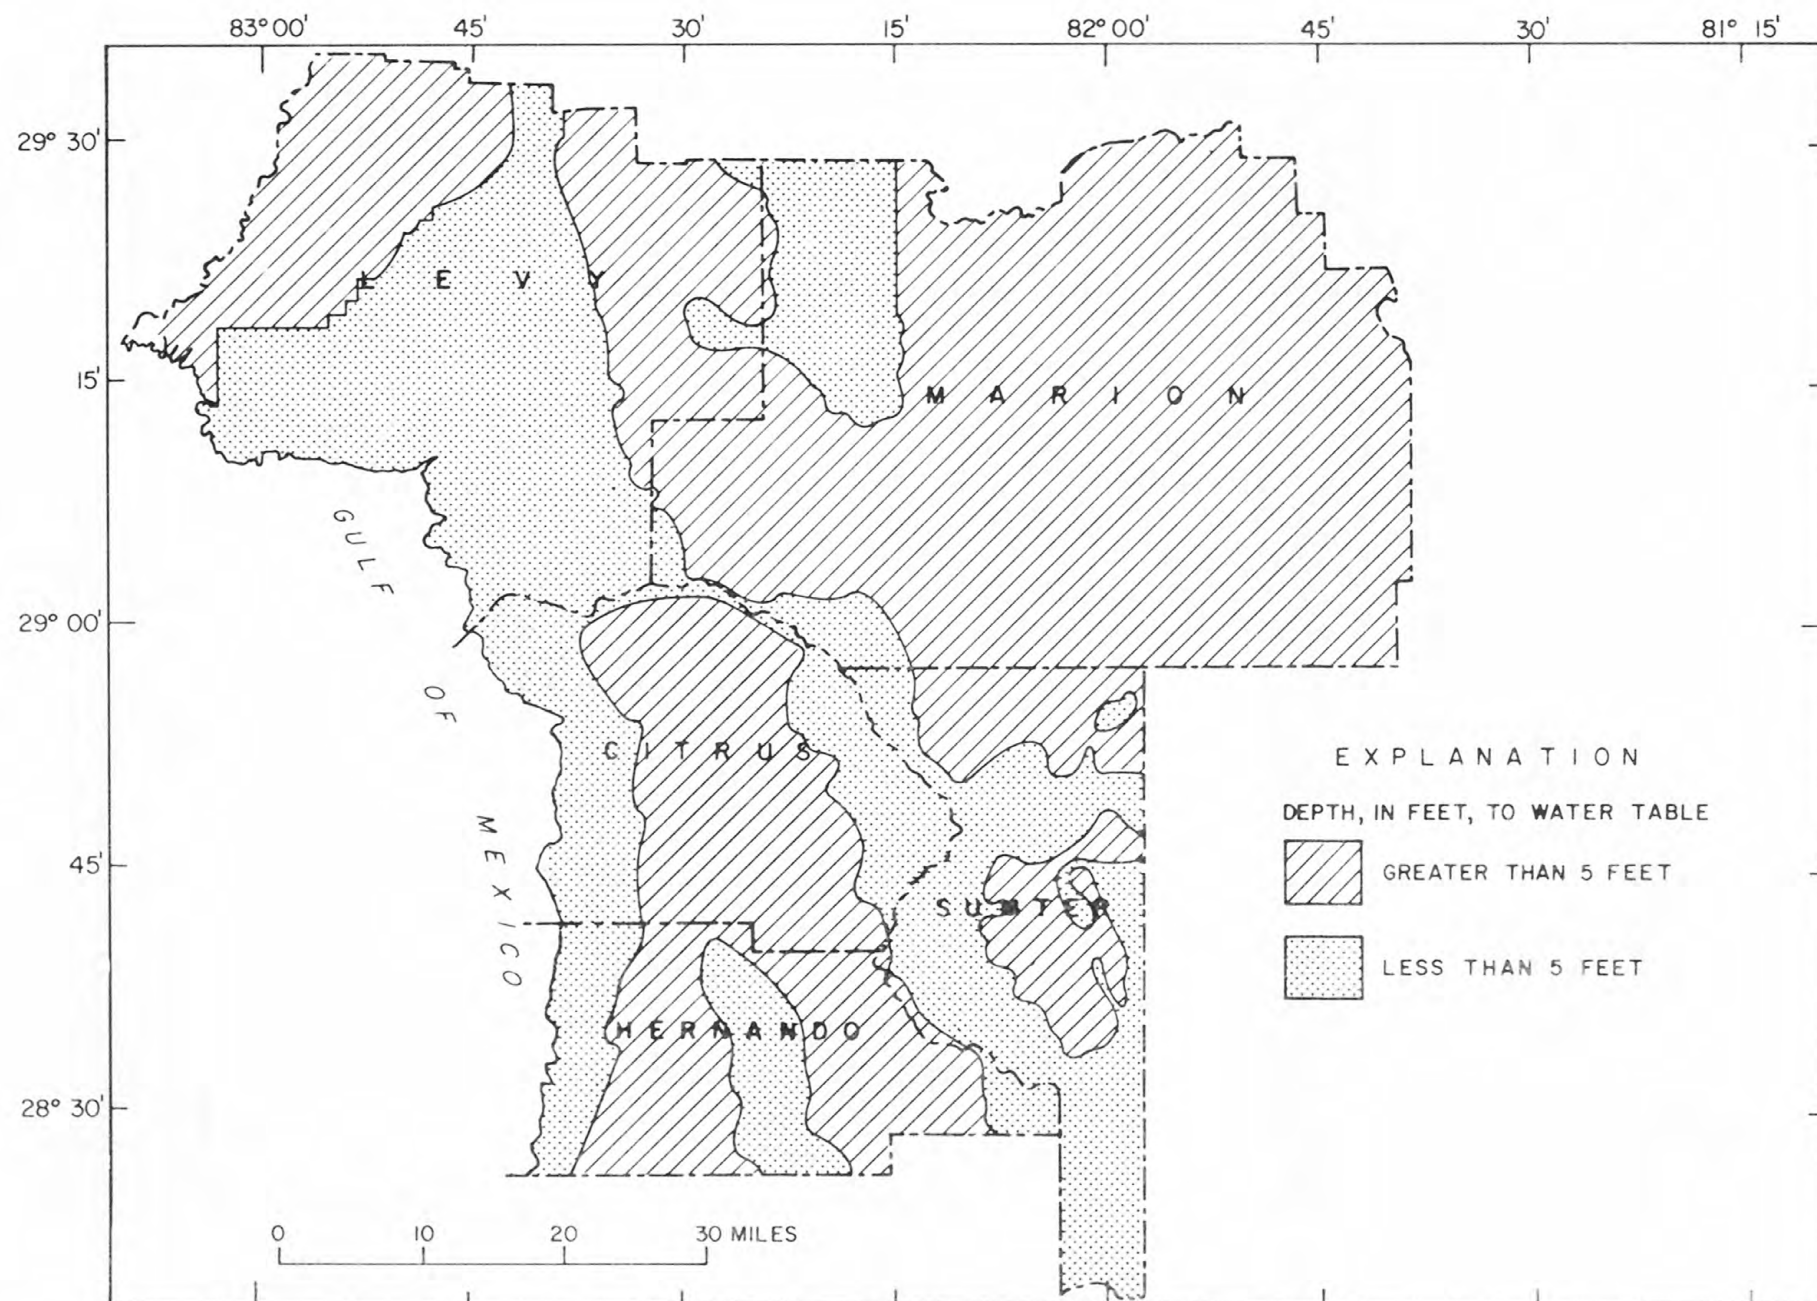 83° 00' 45' 30' 15' 82° 00' 45' 30' 81° 15'
29° 30'
LEVY
15'
MARION
GULF
29° 00'
OF
CITRUS
EXPLANATION
DEPTH, IN FEET, TO WATER TABLE
MEXICO
45'
GREATER THAN 5 FEET
SUMTER
LESS THAN 5 FEET
HERNANDO
28° 30'
0 10 20 30 MILES